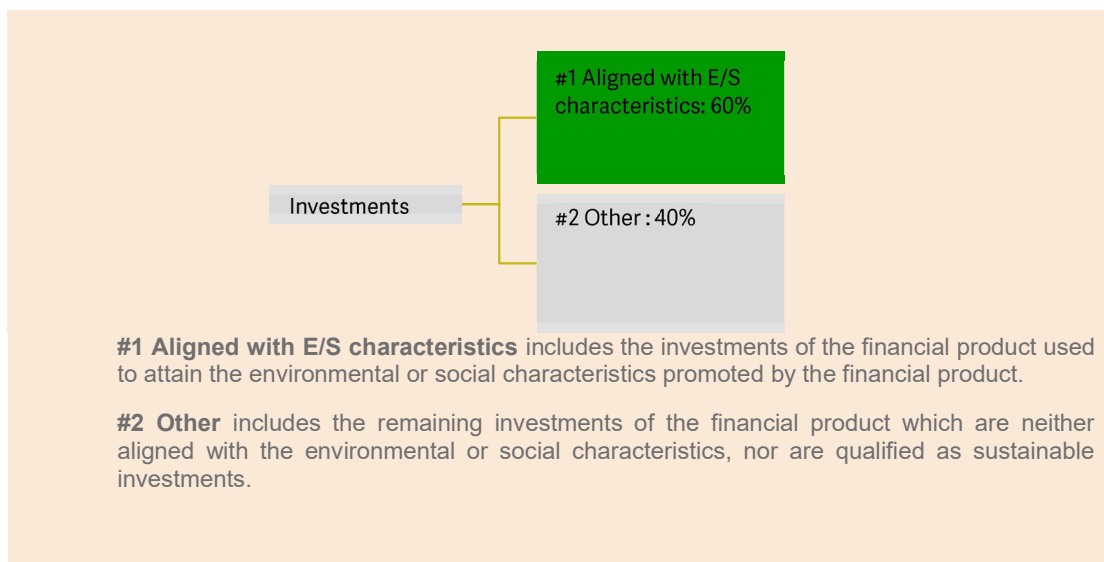 #1 Aligned with E/S
characteristics: 60%
Investments
#2 Other : 40%
#1 Aligned with E/S characteristics includes the investments of the financial product used
to attain the environmental or social characteristics promoted by the financial product.
#2 Other includes the remaining investments of the financial product which are neither
aligned with the environmental or social characteristics, nor are qualified as sustainable
investments.